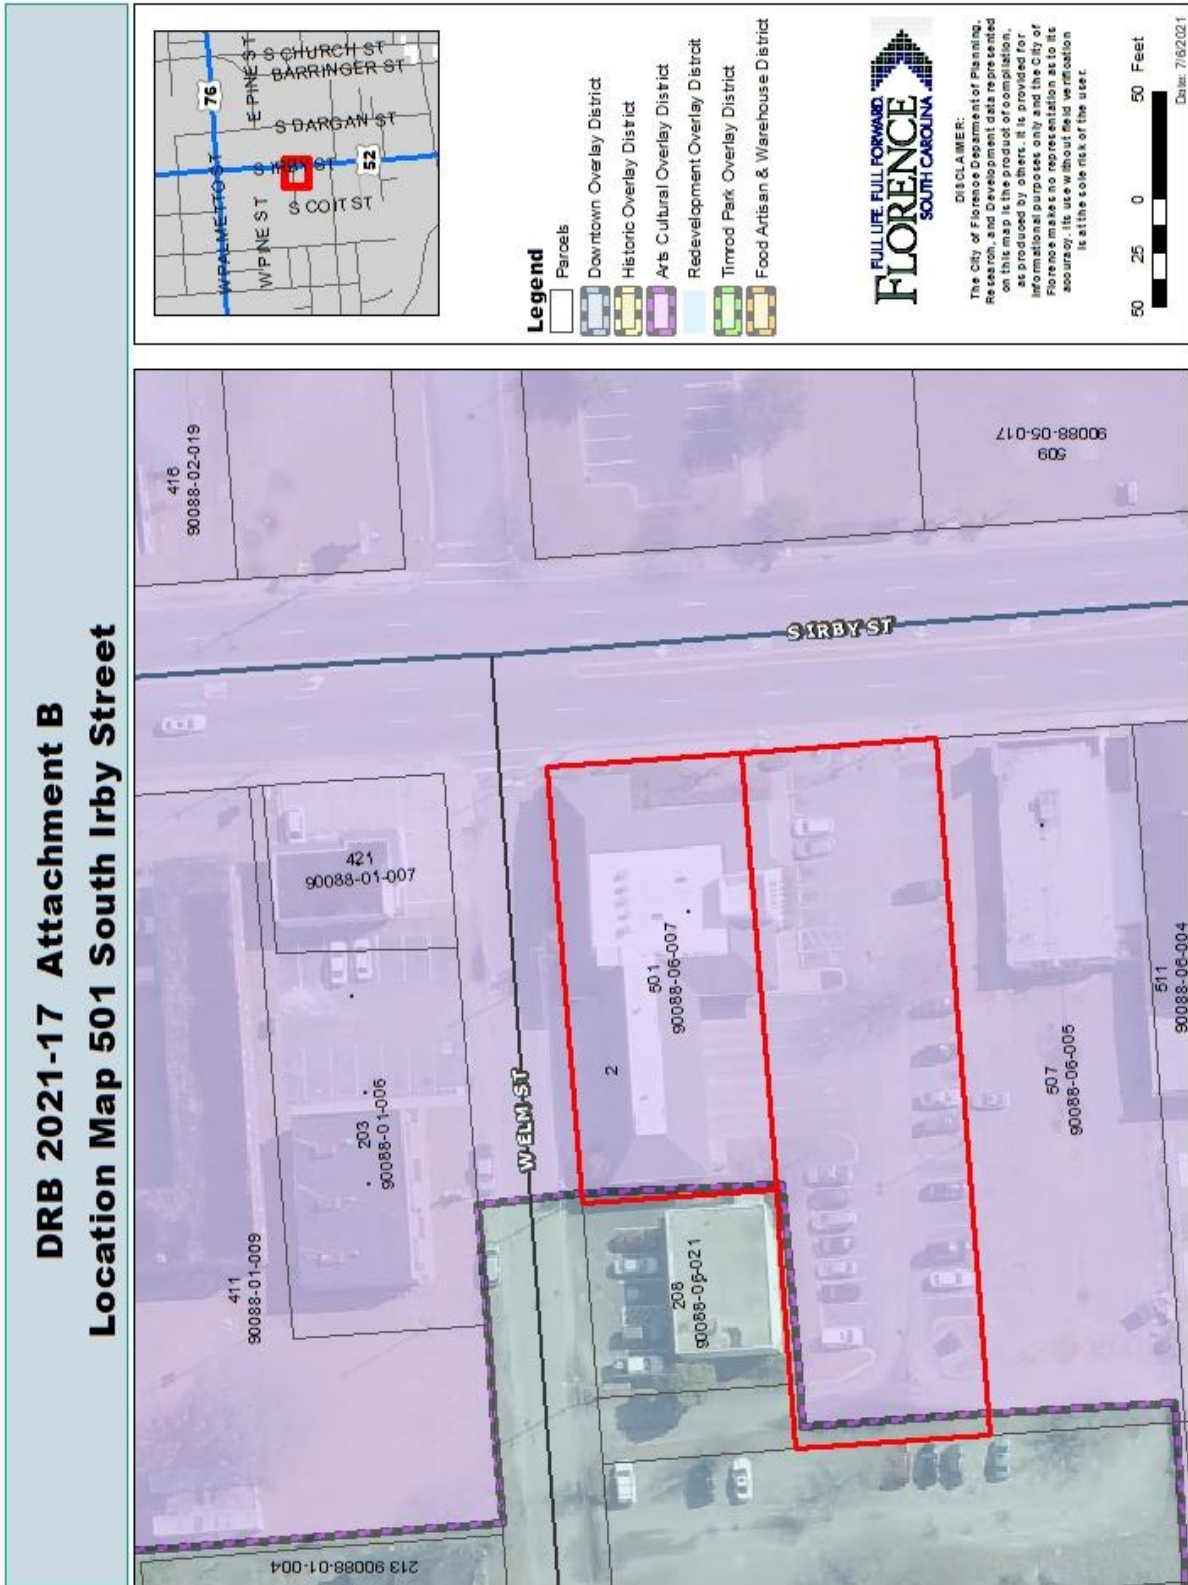 DRB 2021-17 Attachment B
Location Map 501 South Irby Street
416
90088-02-019
509
90088-05-017
S IRBY ST
421
90088-01-007
203
90088-01-006
411
90088-01-009
W ELM ST
2
501
90088-06-007
208
90088-06-021
507
90088-06-005
511
90088-06-004
213 90088-01-004
76
52
S CHURCH ST
BARRINGER ST
E PINE ST
S DARGAN ST
S IRBY ST
S COIT ST
W PALMETTO ST
W PINE ST
Legend
Parcels
Downtown Overlay District
Historic Overlay District
Arts Cultural Overlay District
Redevelopment Overlay Distrcit
Timrod Park Overlay District
Food Artisan & Warehouse District
FULL LIFE. FULL FORWARD.
FLORENCE
SOUTH CAROLINA
DISCLAIMER:
The City of Florence Department of Planning,
Research, and Development data represented
on this map is the product of compilation,
as produced by others. It is provided for
informational purposes only and the City of
Florence makes no representation as to its
accuracy. Its use without field verification
is at the sole risk of the user.
50 25 0 50 Feet
Date: 7/6/2021